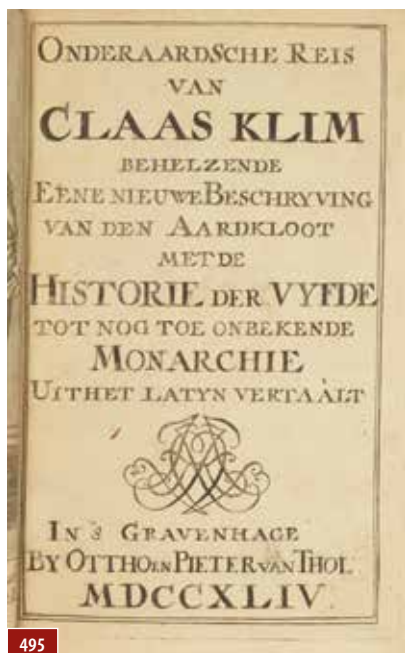 ONDERAARDSCHE REIS
VAN
CLAAS KLIM
BEHELZENDE
EENE NIEUWE BESCHRYVING
VAN DEN AARDKLOOT
MET DE
HISTORIE DER VYFDE
TOT NOG TOE ONBEKENDE
MONARCHIE
UIT HET LATYN VERTAALT
IN 's GRAVENHAGE
BY OTTHO EN PIETER VAN THOL
MDCCXLIV
495